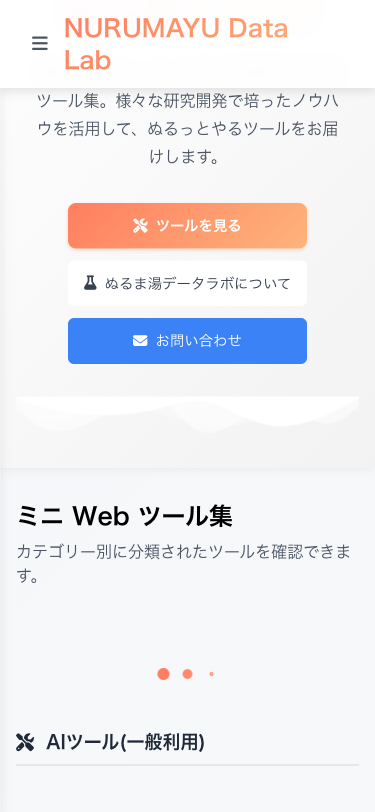 NURUMAYU Data
Lab
ツール集。様々な研究開発で培ったノウハ
ウを活用して、ぬるっとやるツールをお届
けします。
ツールを見る
ぬるま湯データラボについて
お問い合わせ
ミニ Web ツール集
カテゴリー別に分類されたツールを確認できま
す。
AIツール(一般利用)